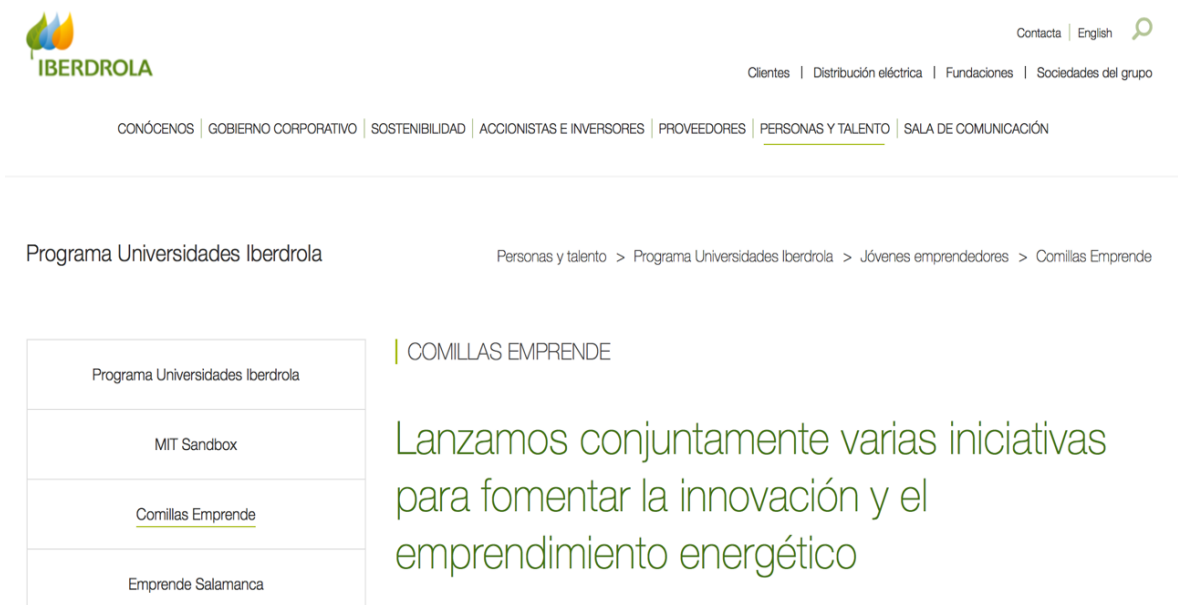 Contacta | English
IBERDROLA
Clientes | Distribución eléctrica | Fundaciones | Sociedades del grupo
CONÓCENOS | GOBIERNO CORPORATIVO | SOSTENIBILIDAD | ACCIONISTAS E INVERSORES | PROVEEDORES | PERSONAS Y TALENTO | SALA DE COMUNICACIÓN
Programa Universidades Iberdrola
Personas y talento > Programa Universidades Iberdrola > Jóvenes emprendedores > Comillas Emprende
Programa Universidades Iberdrola
MIT Sandbox
Comillas Emprende
Emprende Salamanca
COMILLAS EMPRENDE
Lanzamos conjuntamente varias iniciativas
para fomentar la innovación y el
emprendimiento energético